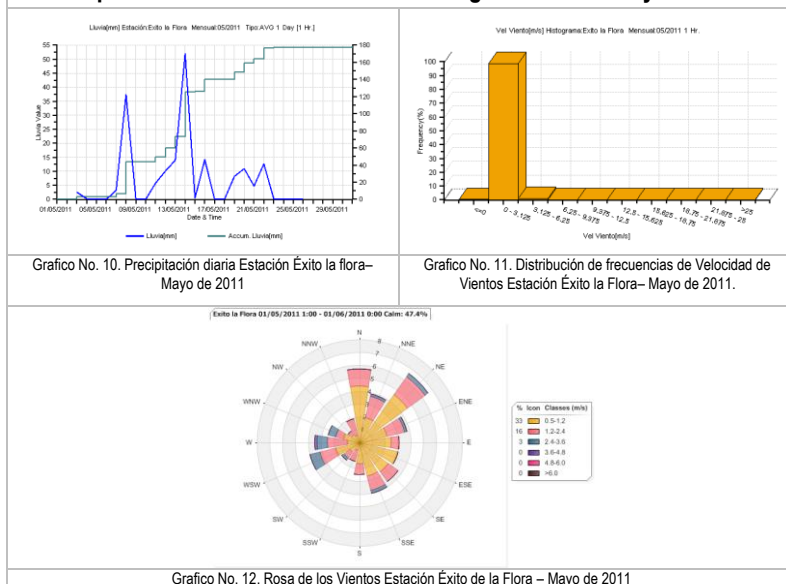 Lluvia[mm] Estación:Exito la Flora Mensual:05/2011 Tipo:AVG 1 Day [1 Hr.]
55
50
45
40
35
30
25
20
15
10
5
0
180
160
140
120
100
80
60
40
20
0
Lluvia Value
01/05/2011 05/05/2011 09/05/2011 13/05/2011 17/05/2011 21/05/2011 25/05/2011 29/05/2011
Date & Time
Lluvia[mm] Accum. Lluvia[mm]
Vel Viento[m/s] Histograma:Exito la Flora Mensual:05/2011 1 Hr.
100
90
80
70
60
50
40
30
20
10
0
Frequency(%)
<=0 0 - 3,125 3,125 - 6,25 6,25 - 9,375 9,375 - 12,5 12,5 - 15,625 15,625 - 18,75 18,75 - 21,875 21,875 - 25 >25
Vel Viento[m/s]
Grafico No. 10. Precipitación diaria Estación Éxito la flora–
Mayo de 2011
Grafico No. 11. Distribución de frecuencias de Velocidad de
Vientos Estación Éxito la Flora– Mayo de 2011.
Exito la Flora 01/05/2011 1:00 - 01/06/2011 0:00 Calm: 47.4%
N
NNE
NE
ENE
E
ESE
SE
SSE
S
SSW
SW
WSW
W
WNW
NW
NNW
8
7
6
5
% Icon Classes (m/s)
33 0.5-1.2
16 1.2-2.4
3 2.4-3.6
0 3.6-4.8
0 4.8-6.0
0 >6.0
Grafico No. 12. Rosa de los Vientos Estación Éxito de la Flora – Mayo de 2011